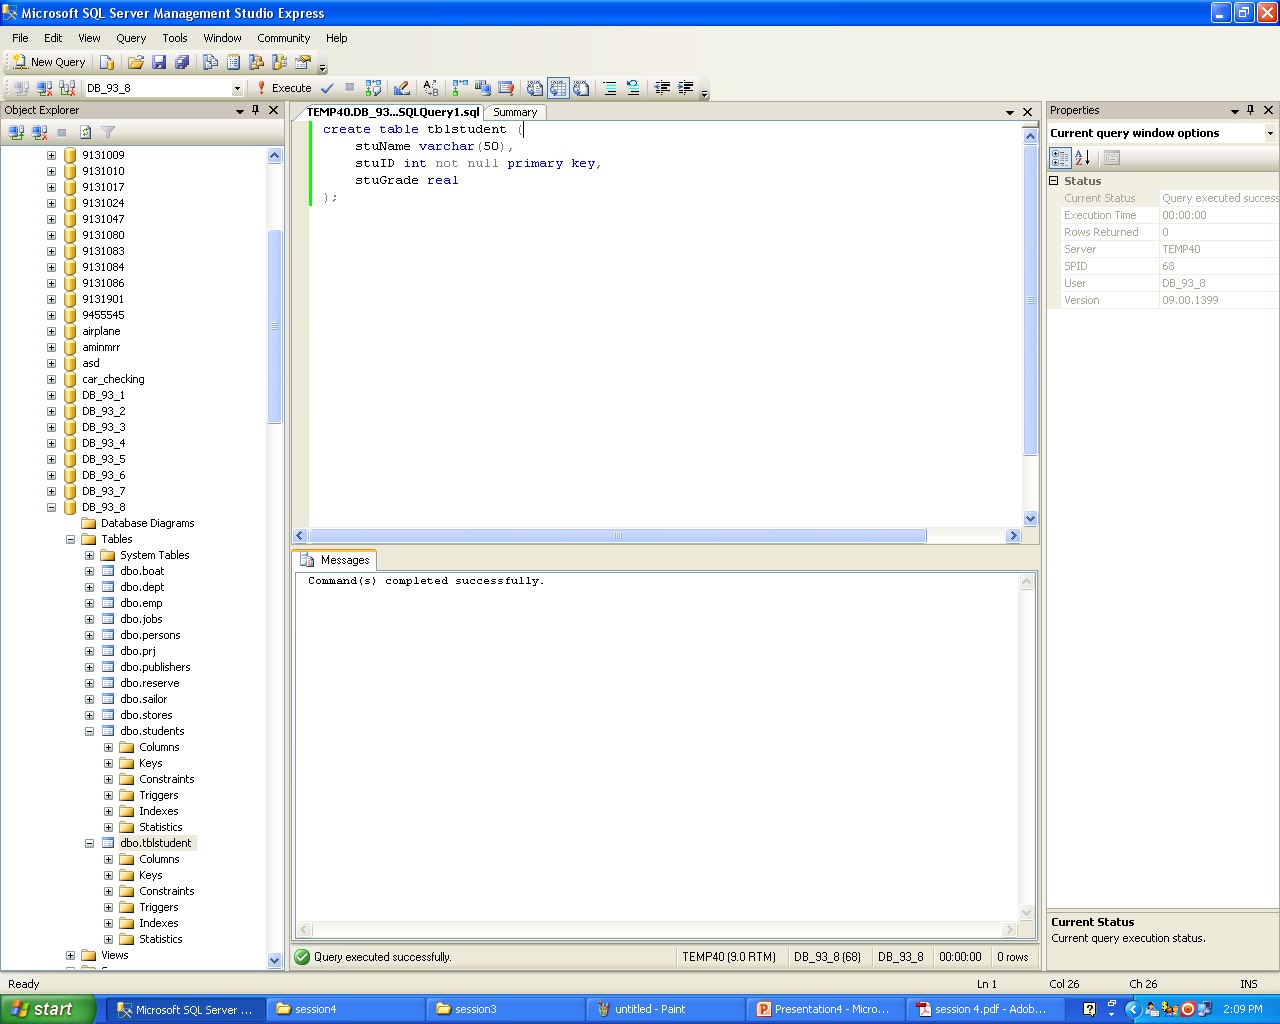 Microsoft SQL Server Management Studio Express
File Edit View Query Tools Window Community Help
New Query
DB_93_8 Execute
Object Explorer
9131009
9131010
9131017
9131024
9131047
9131080
9131083
9131084
9131086
9131901
9455545
airplane
aminmrr
asd
car_checking
DB_93_1
DB_93_2
DB_93_3
DB_93_4
DB_93_5
DB_93_6
DB_93_7
DB_93_8
Database Diagrams
Tables
System Tables
dbo.boat
dbo.dept
dbo.emp
dbo.jobs
dbo.persons
dbo.prj
dbo.publishers
dbo.reserve
dbo.sailor
dbo.stores
dbo.students
Columns
Keys
Constraints
Triggers
Indexes
Statistics
dbo.tblstudent
Columns
Keys
Constraints
Triggers
Indexes
Statistics
Views
TEMP40.DB_93...SQLQuery1.sql Summary
create table tblstudent (
stuName varchar(50),
stuID int not null primary key,
stuGrade real
);
Messages
Command(s) completed successfully.
Query executed successfully. TEMP40 (9.0 RTM) DB_93_8 (68) DB_93_8 00:00:00 0 rows
Properties
Current query window options
Status
Current Status Query executed success
Execution Time 00:00:00
Rows Returned 0
Server TEMP40
SPID 68
User DB_93_8
Version 09.00.1399
Current Status
Current query execution status.
Ready Ln 1 Col 26 Ch 26 INS
start Microsoft SQL Server ... session4 session3 untitled - Paint Presentation4 - Micro... session 4.pdf - Adob... 2:09 PM